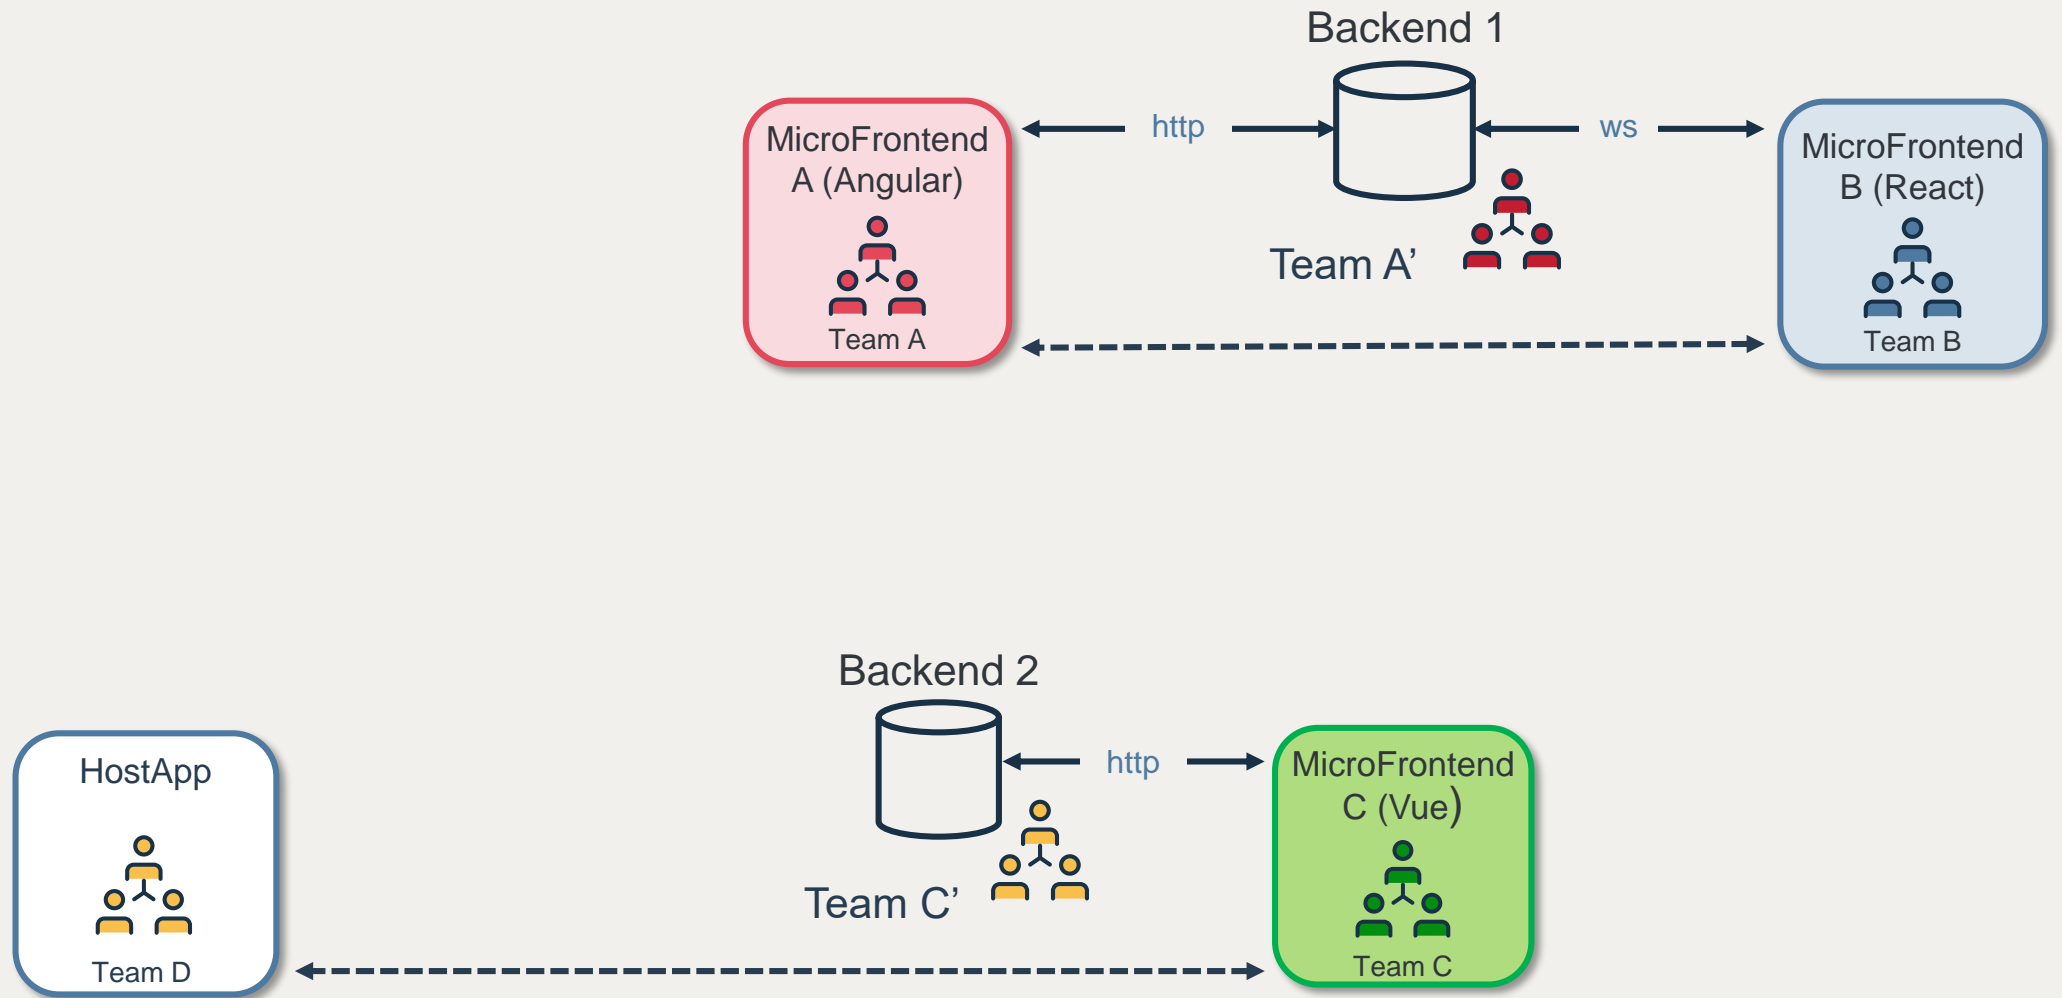 Backend 1
MicroFrontend
A (Angular)
http
ws
MicroFrontend
B (React)
Team A’
Team A
Team B
Backend 2
HostApp
http
MicroFrontend
C (Vue)
Team C’
Team D
Team C